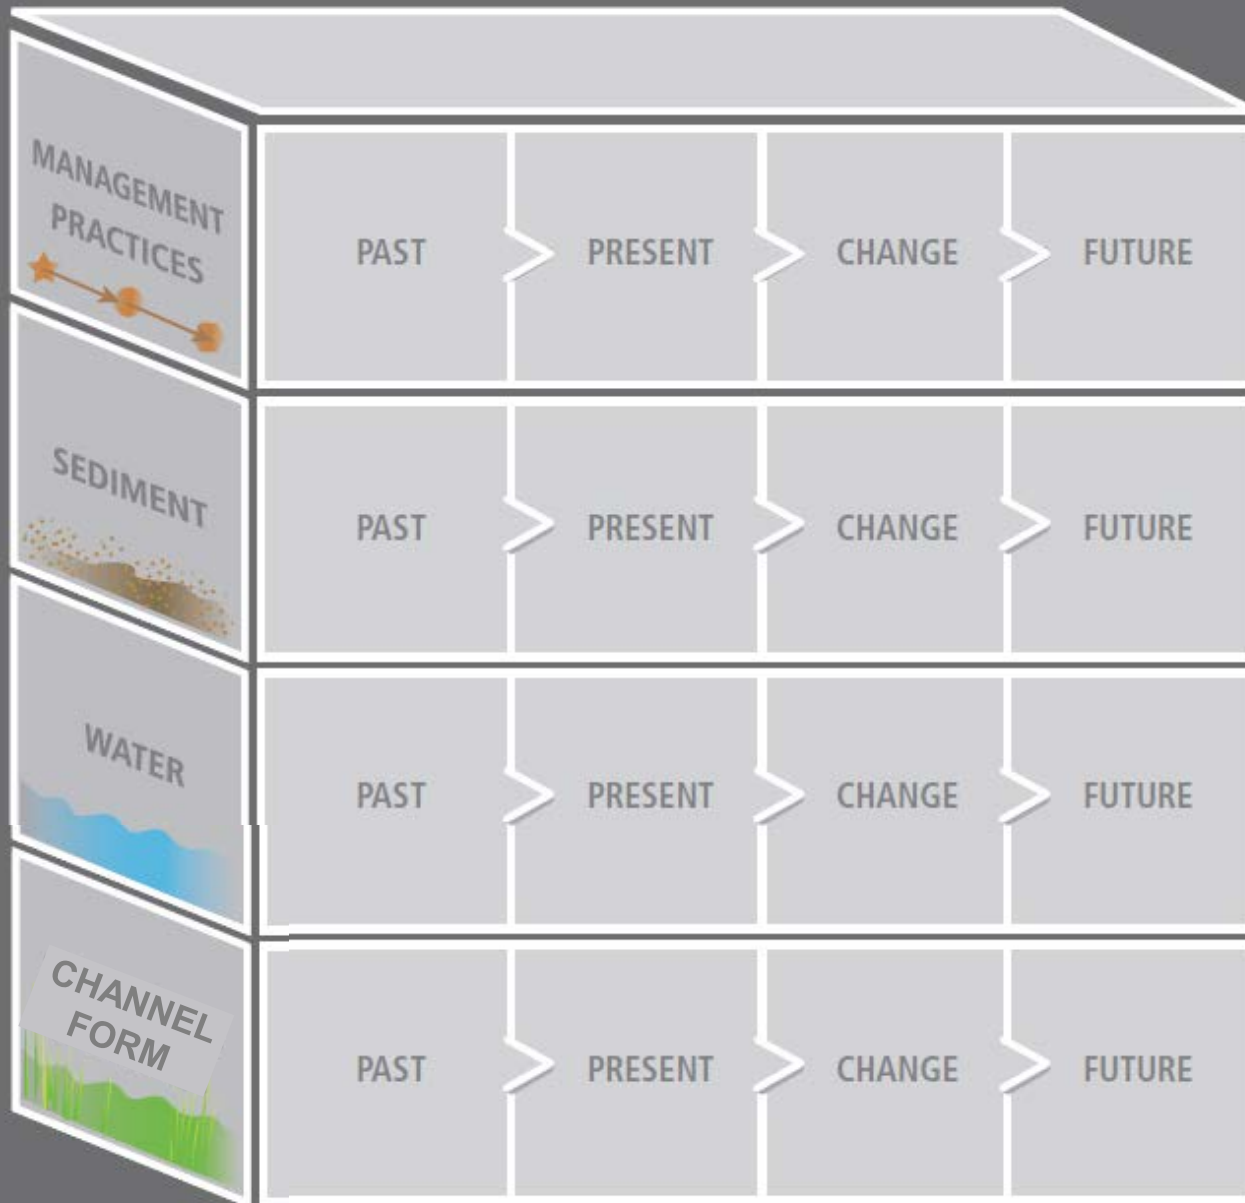 MANAGEMENT
PRACTICES
PAST PRESENT CHANGE FUTURE
SEDIMENT
PAST PRESENT CHANGE FUTURE
WATER
PAST PRESENT CHANGE FUTURE
CHANNEL
FORM
PAST PRESENT CHANGE FUTURE